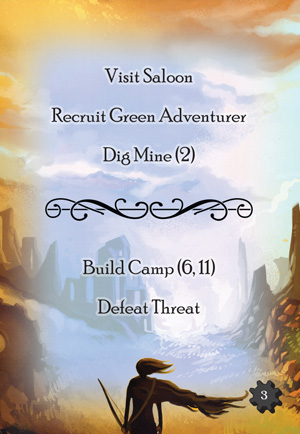 Visit Saloon
Recruit Green Adventurer
Dig Mine (2)
Build Camp (6, 11)
Defeat Threat
3